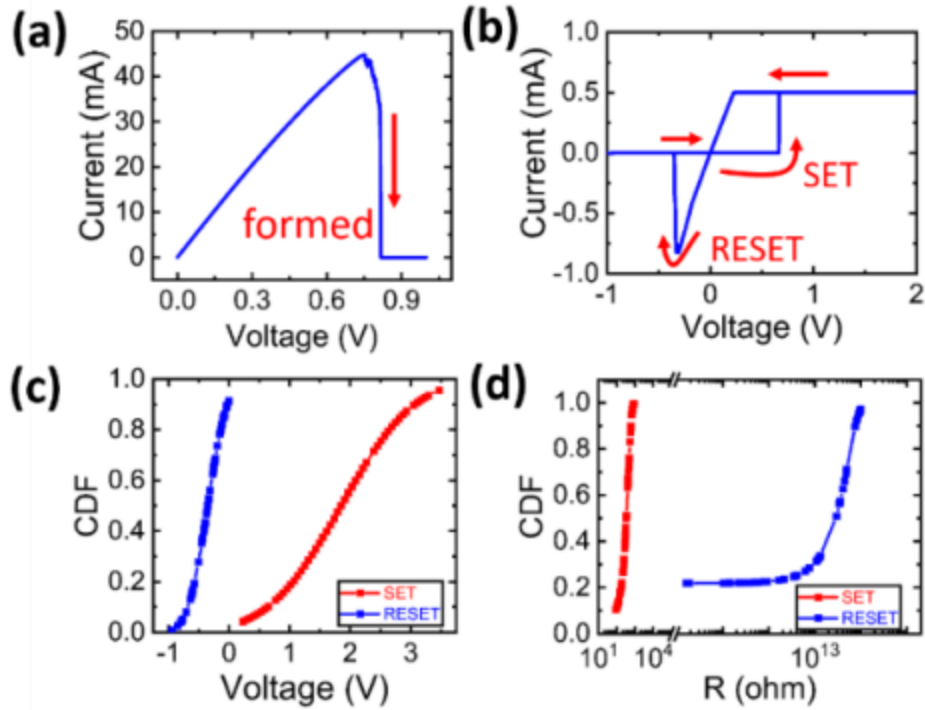 (a)
50
40
30
20
10
0
Current (mA)
formed
0.0 0.3 0.6 0.9
Voltage (V)
(b)
1.0
0.5
0.0
-0.5
-1.0
Current (mA)
SET
RESET
-1 0 1 2
Voltage (V)
(c)
1.0
0.8
0.6
0.4
0.2
0.0
CDF
SET
RESET
-1 0 1 2 3
Voltage (V)
(d)
1.0
0.8
0.6
0.4
0.2
0.0
CDF
SET
RESET
10¹ 10⁴ 10¹³
R (ohm)